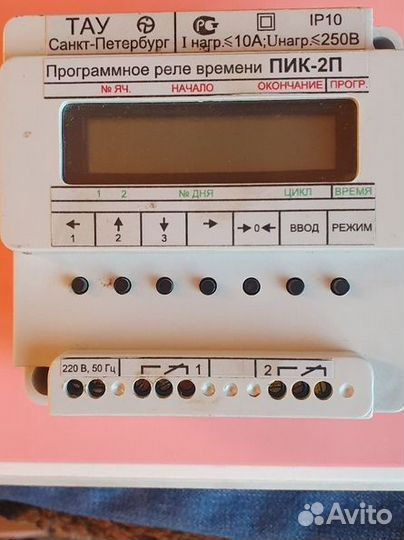 ТАУ IP10
Санкт-Петербург I нагр.⩽10А;Uнагр.⩽250В
Программное реле времени ПИК-2П
№ ЯЧ. НАЧАЛО ОКОНЧАНИЕ ПРОГР.
1 2 № ДНЯ ЦИКЛ ВРЕМЯ
← ↑ ↓ → →0← ВВОД РЕЖИМ
1 2 3
220 В, 50 Гц 1 2
Avito